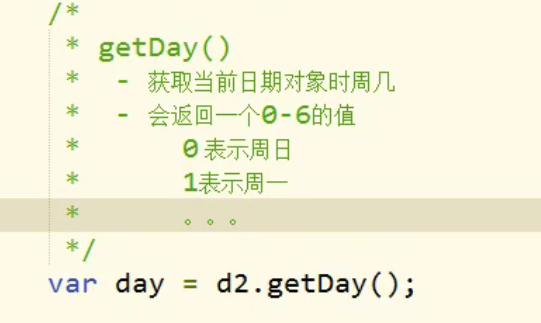 /*
* getDay()
* - 获取当前日期对象时周几
* - 会返回一个0-6的值
* 0 表示周日
* 1表示周一
* 。。。
*/
var day = d2.getDay();